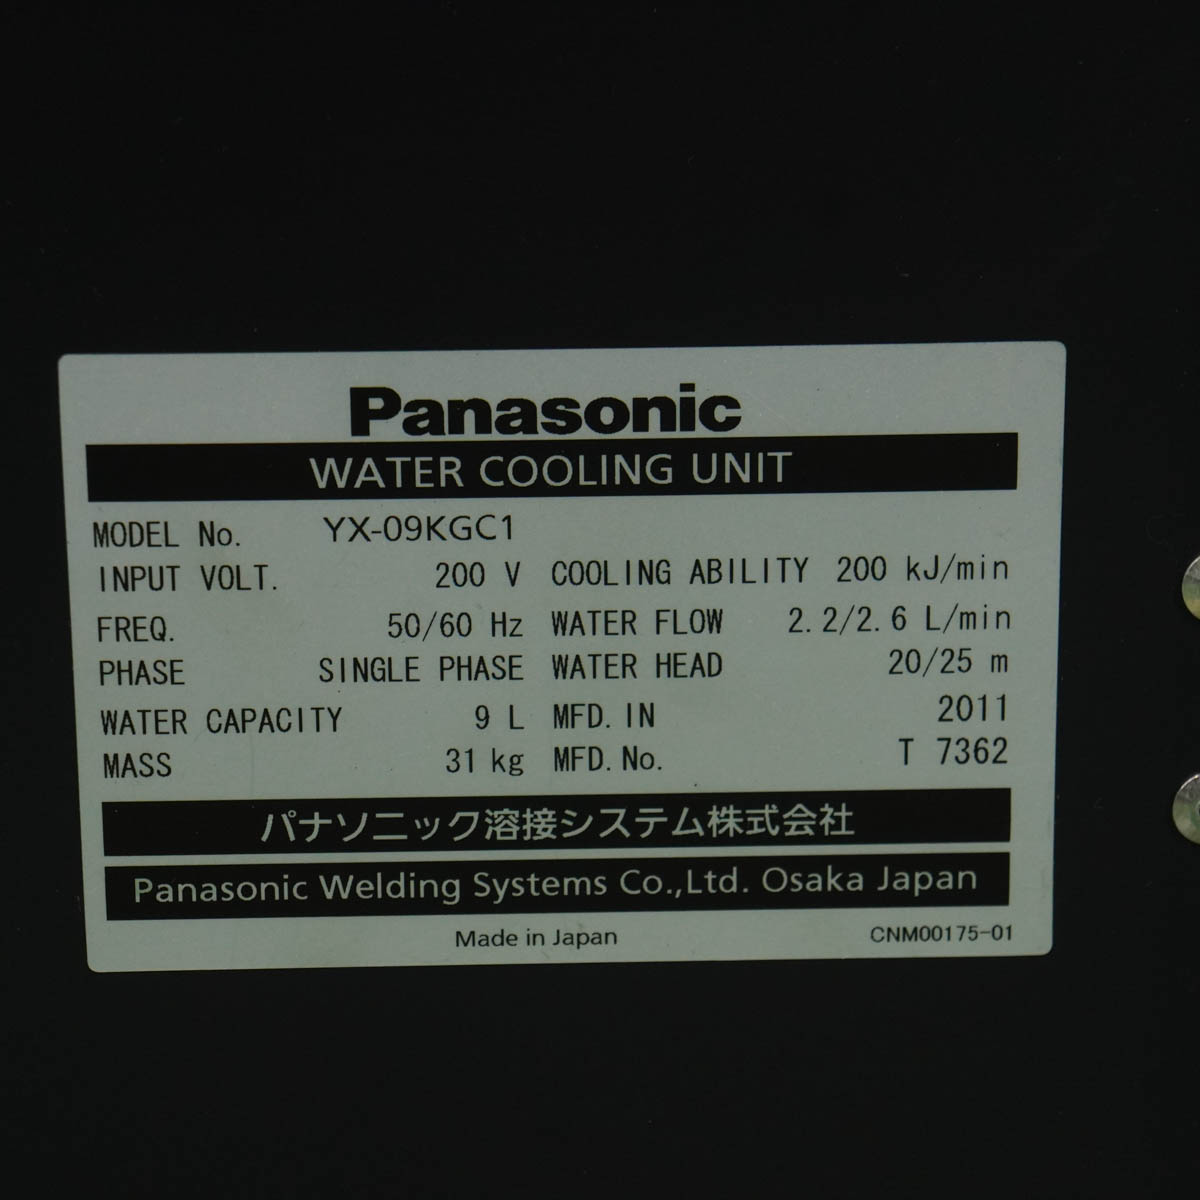 Panasonic
WATER COOLING UNIT
MODEL No. YX-09KGC1
INPUT VOLT. 200 V COOLING ABILITY 200 kJ/min
FREQ. 50/60 Hz WATER FLOW 2.2/2.6 L/min
PHASE SINGLE PHASE WATER HEAD 20/25 m
WATER CAPACITY 9 L MFD. IN 2011
MASS 31 kg MFD. No. T 7362
パナソニック溶接システム株式会社
Panasonic Welding Systems Co.,Ltd. Osaka Japan
Made in Japan CNM00175-01